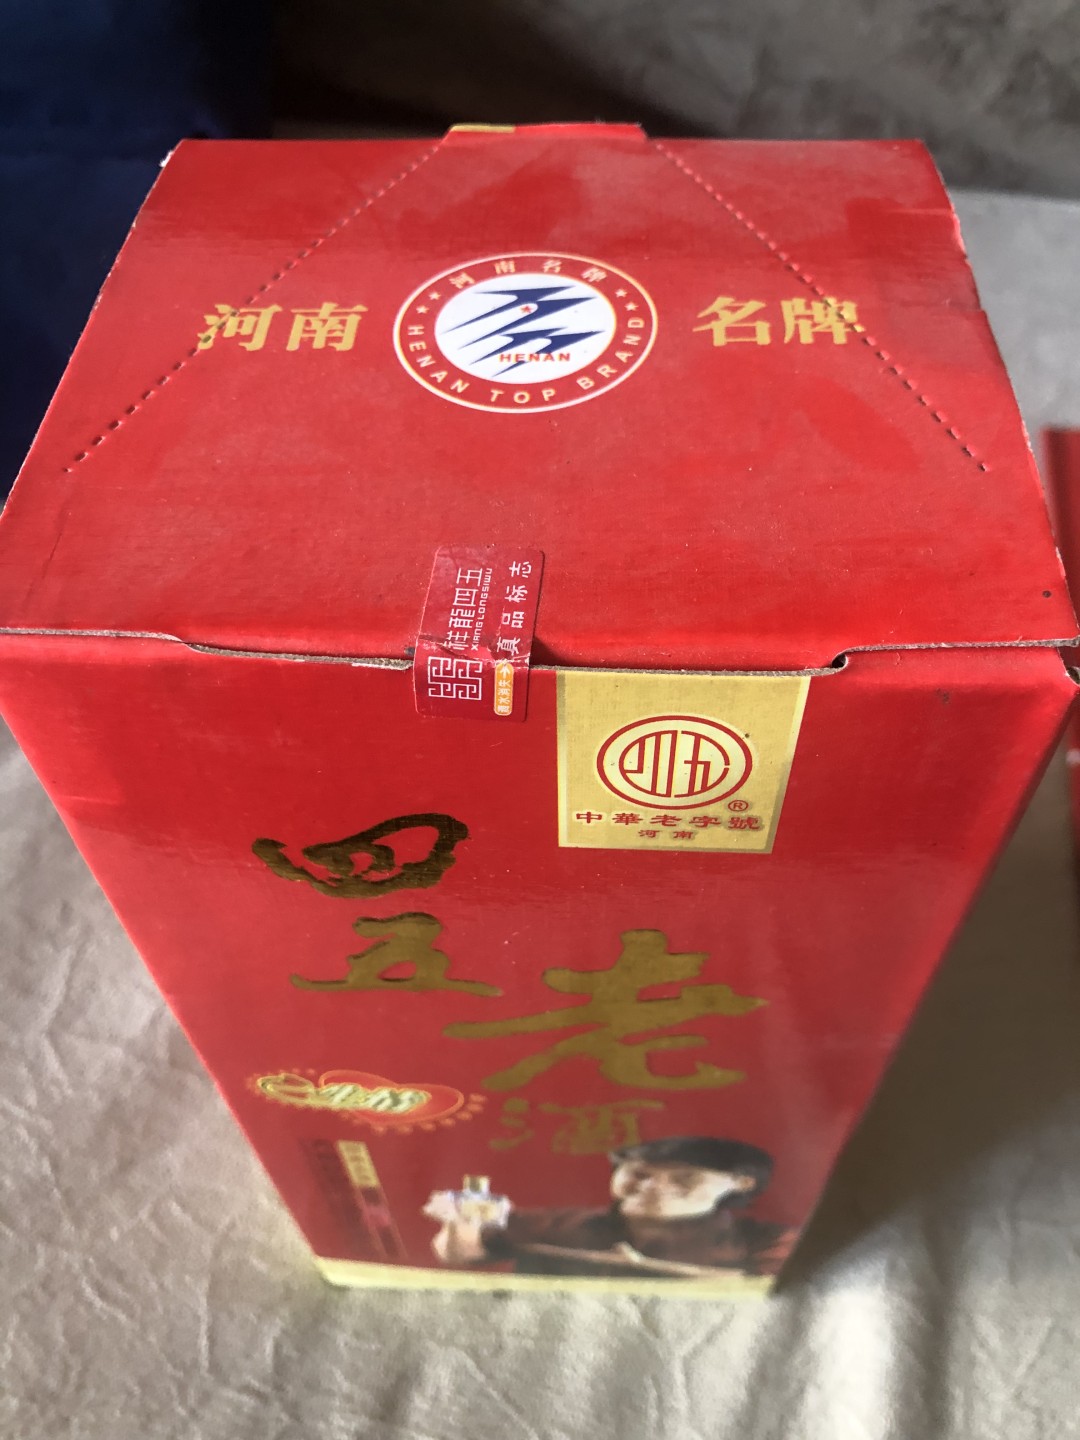 河南
名牌
河南名牌
HENAN
HENAN TOP BRAND
祥龍四五
XIANGLONGSIWU
真品标志
四五
®
中華老字號
河南
四五
老酒